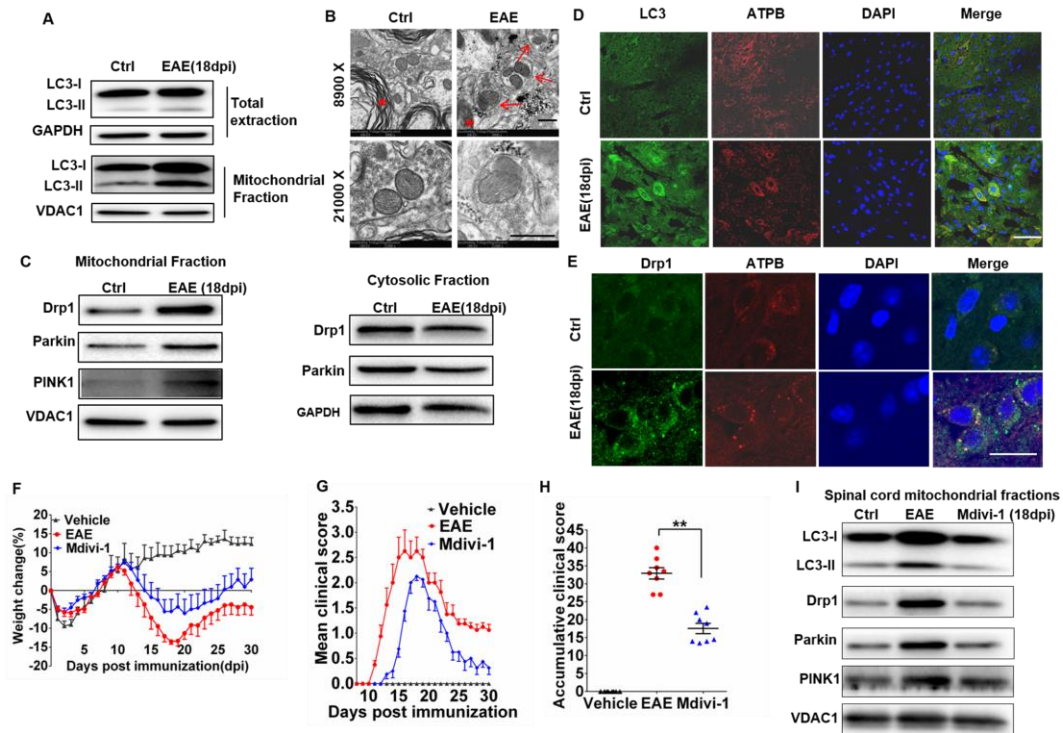 A
Ctrl EAE(18dpi)
LC3-I
LC3-II
GAPDH
Total extraction
LC3-I
LC3-II
VDAC1
Mitochondrial Fraction
B
Ctrl EAE
8900 X
21000 X
C
Mitochondrial Fraction
Ctrl EAE (18dpi)
Drp1
Parkin
PINK1
VDAC1
Cytosolic Fraction
Ctrl EAE(18dpi)
Drp1
Parkin
GAPDH
D
LC3 ATPB DAPI Merge
Ctrl
EAE(18dpi)
E
Drp1 ATPB DAPI Merge
Ctrl
EAE(18dpi)
F
Weight change(%)
20
15
10
5
0
-5
-10
-15
-20
Vehicle
EAE
Mdivi-1
5 10 15 20 25 30
Days post immunization(dpi)
G
Mean clinical score
3.5
3.0
2.5
2.0
1.5
1.0
0.5
0.0
Vehicle
EAE
Mdivi-1
10 15 20 25 30
Days post immunization
H
Accumulative clinical score
45
40
35
30
25
20
15
10
5
0
**
Vehicle EAE Mdivi-1
I
Spinal cord mitochondrial fractions
Ctrl EAE Mdivi-1 (18dpi)
LC3-I
LC3-II
Drp1
Parkin
PINK1
VDAC1